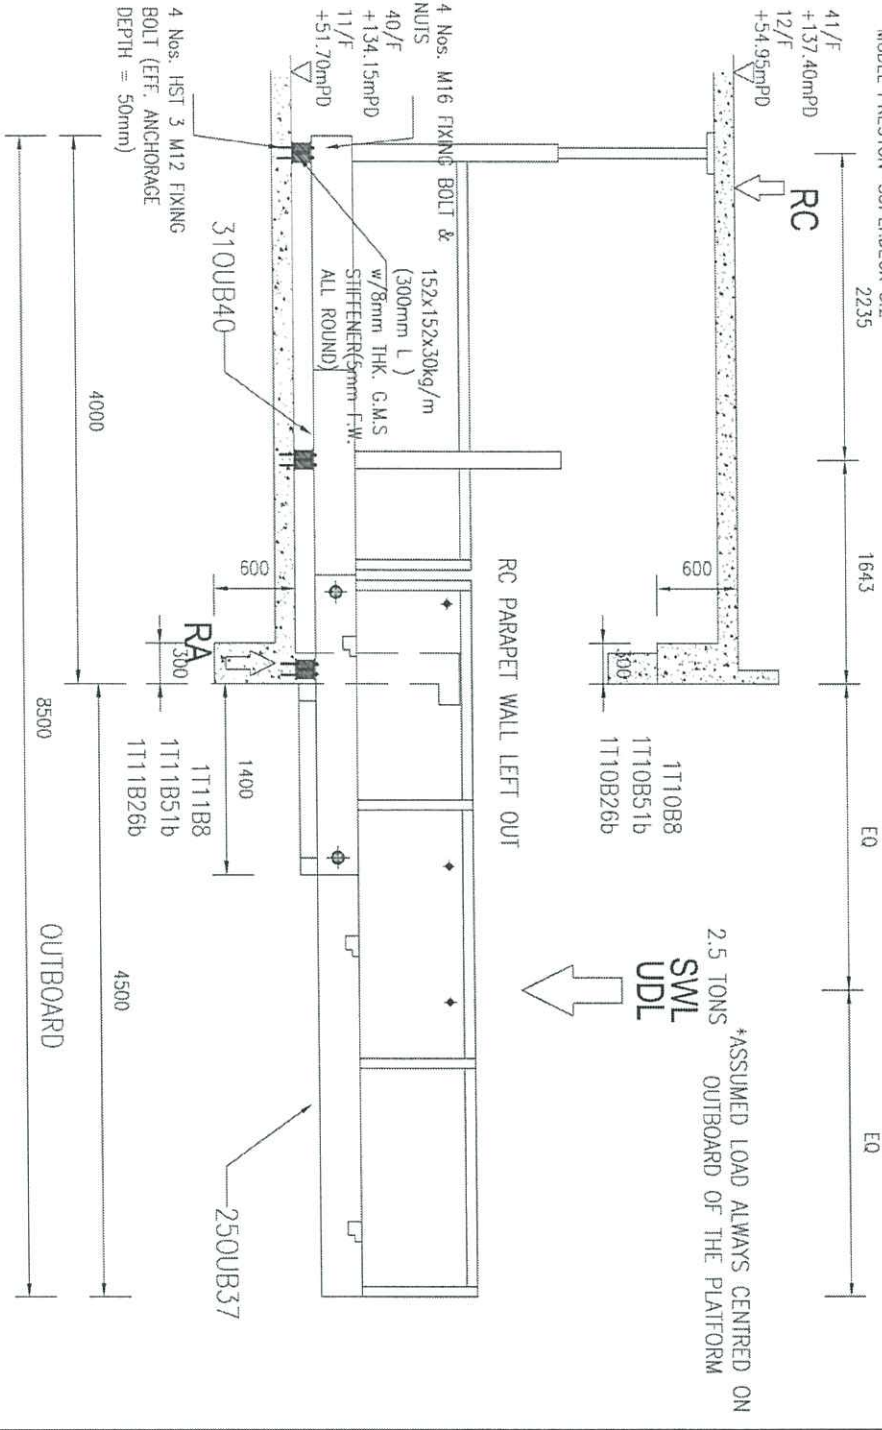 MODEL PRESTON SUPERDECK
2235
1643
EQ
EQ
41/F
+137.40mPD
12/F
+54.95mPD
RC
600
300
1T10B8
1T10B51b
1T10B26b
2.5 TONS
SWL
UDL
*ASSUMED LOAD ALWAYS CENTRED ON
OUTBOARD OF THE PLATFORM
RC PARAPET WALL LEFT OUT
4 Nos. M16 FIXING BOLT &
NUTS
40/F
+134.15mPD
11/F
+51.70mPD
152x152x30kg/m
(300mm L )
w/8mm THK. G.M.S
STIFFENER(5mm F.W.
ALL ROUND)
4 Nos. HST 3 M12 FIXING
BOLT (EFF. ANCHORAGE
DEPTH = 50mm)
310UB40
600
RA
300
1400
1T11B8
1T11B51b
1T11B26b
250UB37
4000
4500
OUTBOARD
8500